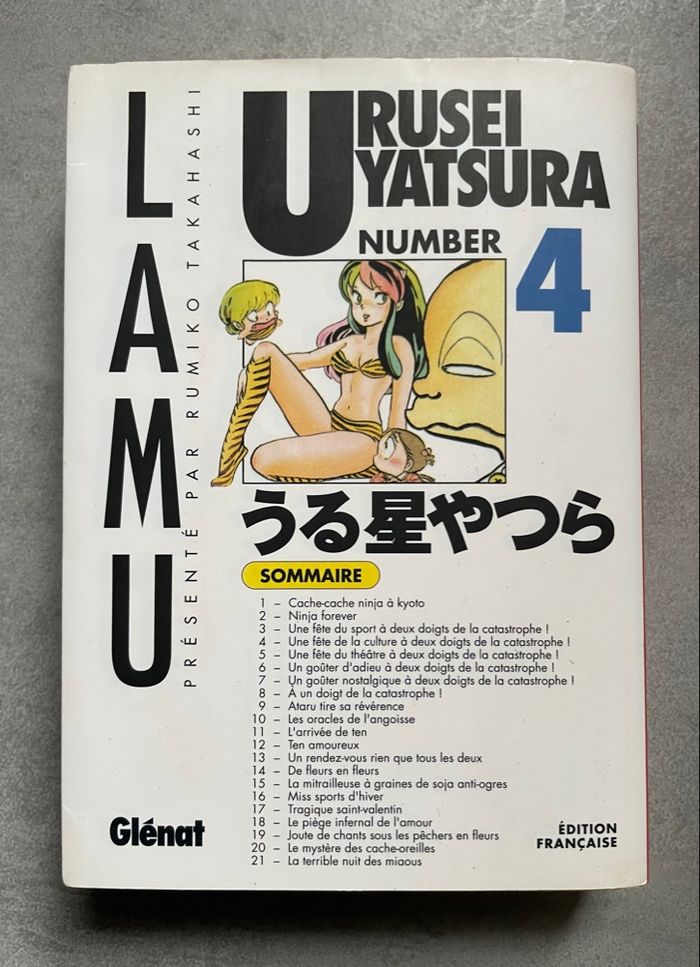 LAMU
PRÉSENTÉ PAR RUMIKO TAKAHASHI
URUSEI
YATSURA
NUMBER 4
うる星やつら
SOMMAIRE
1 – Cache-cache ninja à kyoto
2 – Ninja forever
3 – Une fête du sport à deux doigts de la catastrophe !
4 – Une fête de la culture à deux doigts de la catastrophe !
5 – Une fête du théâtre à deux doigts de la catastrophe !
6 – Un goûter d'adieu à deux doigts de la catastrophe !
7 – Un goûter nostalgique à deux doigts de la catastrophe !
8 – À un doigt de la catastrophe !
9 – Ataru tire sa révérence
10 – Les oracles de l'angoisse
11 – L'arrivée de ten
12 – Ten amoureux
13 – Un rendez-vous rien que tous les deux
14 – De fleurs en fleurs
15 – La mitrailleuse à graines de soja anti-ogres
16 – Miss sports d'hiver
17 – Tragique saint-valentin
18 – Le piège infernal de l'amour
19 – Joute de chants sous les pêchers en fleurs
20 – Le mystère des cache-oreilles
21 – La terrible nuit des miaous
Glénat
ÉDITION
FRANÇAISE